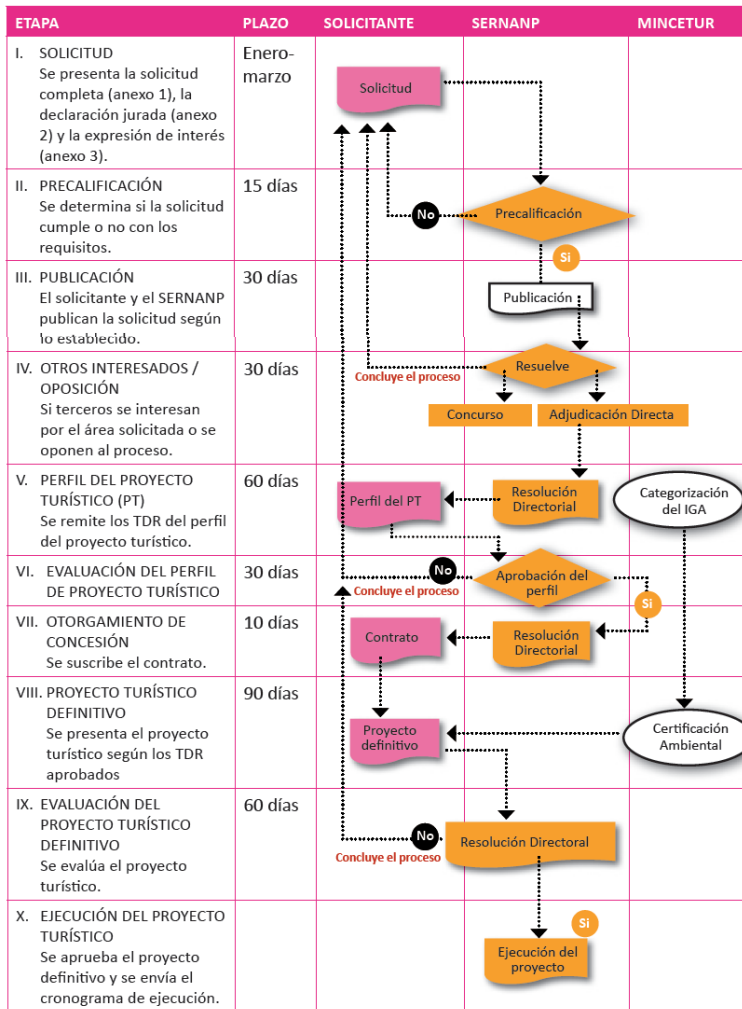 ETAPA PLAZO SOLICITANTE SERNANP MINCETUR
I. SOLICITUD
Se presenta la solicitud
completa (anexo 1), la
declaración jurada (anexo
2) y la expresión de interés
(anexo 3).
Enero-
marzo
Solicitud
II. PRECALIFICACIÓN
Se determina si la solicitud
cumple o no con los
requisitos.
15 días
No
Precalificación
Si
III. PUBLICACIÓN
El solicitante y el SERNANP
publican la solicitud según
lo establecido.
30 días
Publicación
IV. OTROS INTERESADOS /
OPOSICIÓN
Si terceros se interesan
por el área solicitada o se
oponen al proceso.
30 días
Concluye el proceso
Resuelve
Concurso
Adjudicación Directa
V. PERFIL DEL PROYECTO
TURÍSTICO (PT)
Se remite los TDR del perfil
del proyecto turístico.
60 días
Perfil del PT
Resolución
Directorial
Categorización
del IGA
VI. EVALUACIÓN DEL PERFIL
DE PROYECTO TURÍSTICO
30 días
No
Concluye el proceso
Aprobación del
perfil
Si
VII. OTORGAMIENTO DE
CONCESIÓN
Se suscribe el contrato.
10 días
Contrato
Resolución
Directorial
VIII. PROYECTO TURÍSTICO
DEFINITIVO
Se presenta el proyecto
turístico según los TDR
aprobados
90 días
Proyecto
definitivo
Certificación
Ambiental
IX. EVALUACIÓN DEL
PROYECTO TURÍSTICO
DEFINITIVO
Se evalúa el proyecto
turístico.
60 días
No
Concluye el proceso
Resolución Directoral
X. EJECUCIÓN DEL PROYECTO
TURÍSTICO
Se aprueba el proyecto
definitivo y se envía el
cronograma de ejecución.
Si
Ejecución del
proyecto